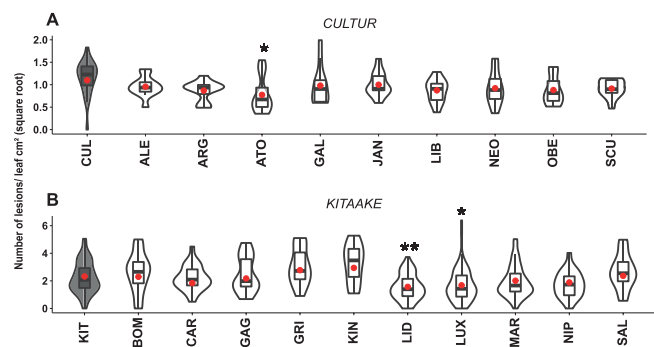 A
CULTUR
Number of lesions/ leaf cm² (square root)
2.0
1.5
1.0
0.5
0.0
*
CUL ALE ARG ATO GAL JAN LIB NEO OBE SCU
B
KITAAKE
6
4
2
0
** *
KIT BOM CAR GAG GRI KIN LID LUX MAR NIP SAL